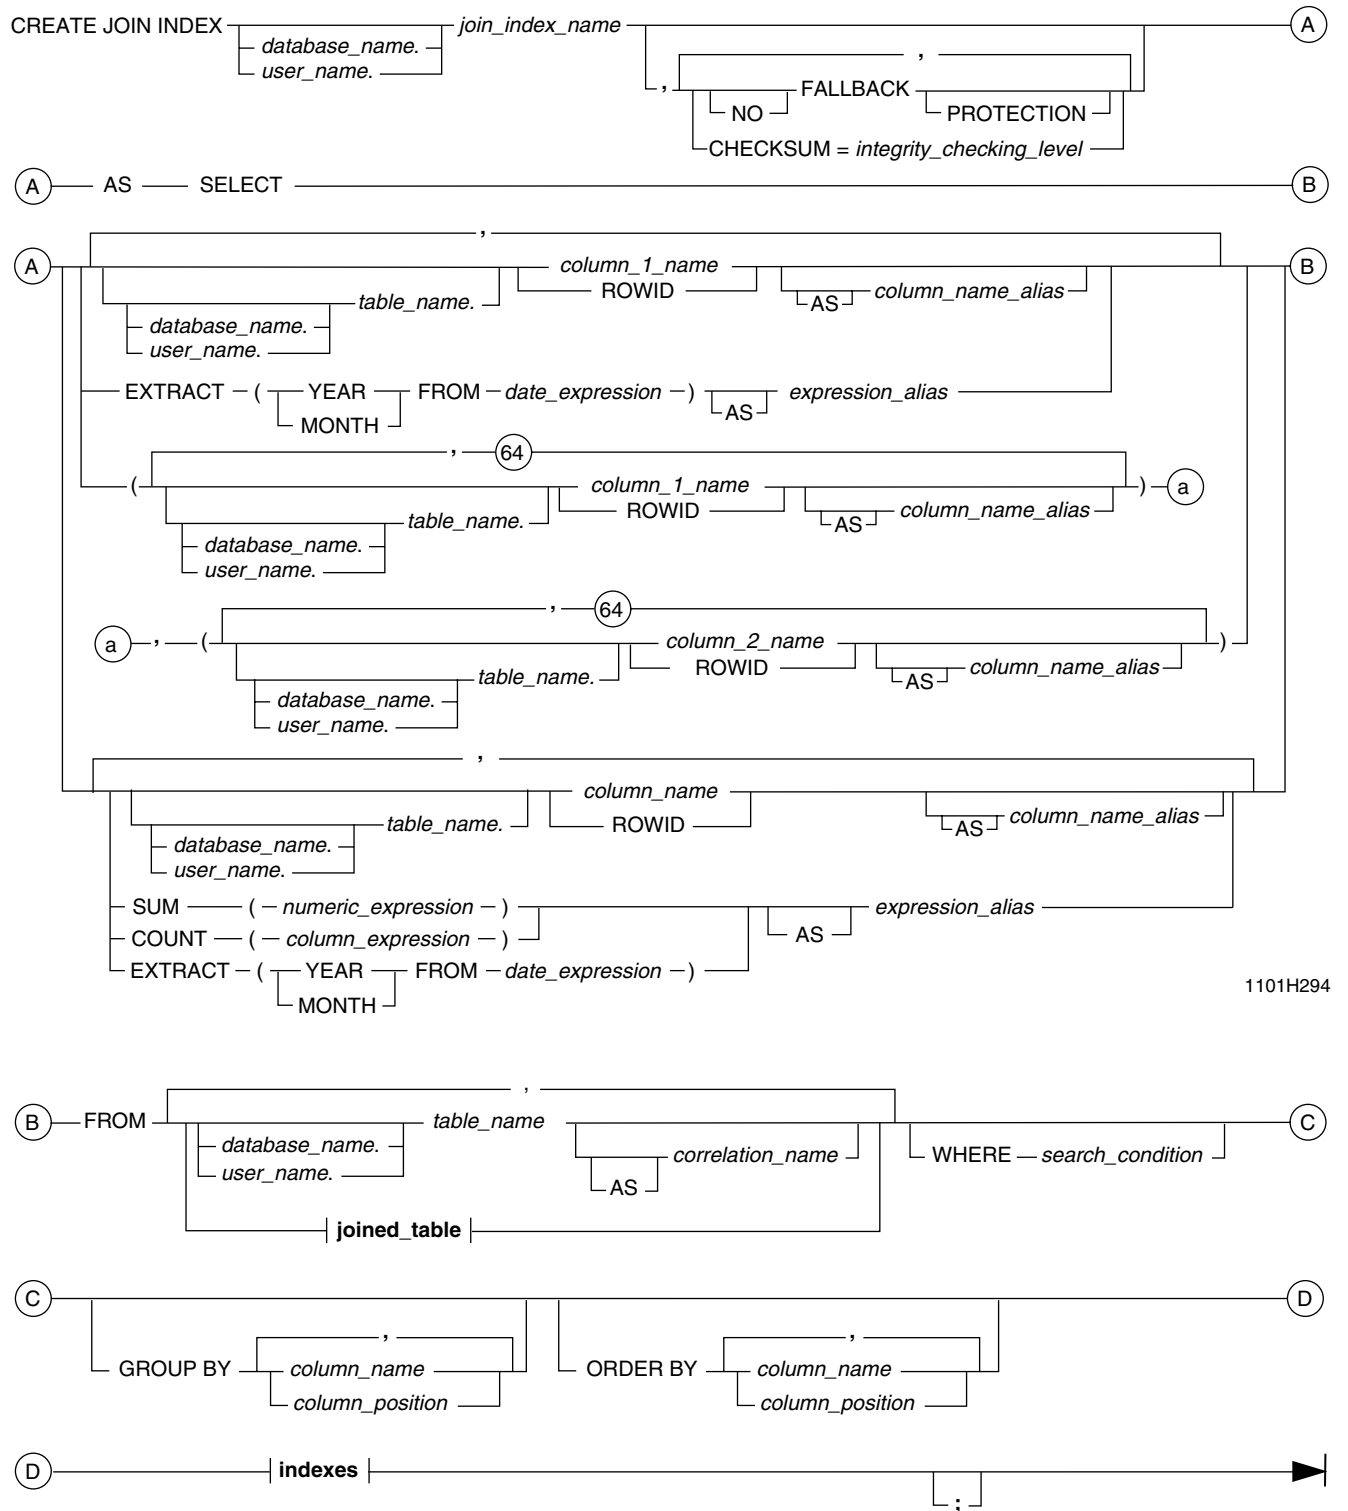 CREATE JOIN INDEX join_index_name A
database_name.
user_name.
, ,
NO FALLBACK PROTECTION
CHECKSUM = integrity_checking_level
A AS SELECT B
,
A column_1_name B
ROWID
table_name. AS column_name_alias
database_name.
user_name.
EXTRACT ( YEAR FROM date_expression ) AS expression_alias
MONTH
, 64
( column_1_name ) a
ROWID
table_name. AS column_name_alias
database_name.
user_name.
, 64
a , ( column_2_name )
ROWID
table_name. AS column_name_alias
database_name.
user_name.
,
column_name
ROWID
table_name. AS column_name_alias
database_name.
user_name.
SUM ( numeric_expression ) AS expression_alias
COUNT ( column_expression )
EXTRACT ( YEAR FROM date_expression )
MONTH
1101H294
,
B FROM table_name C
database_name.
user_name.
AS correlation_name
WHERE search_condition
joined_table
C D
, ,
GROUP BY column_name ORDER BY column_name
column_position column_position
D indexes
;